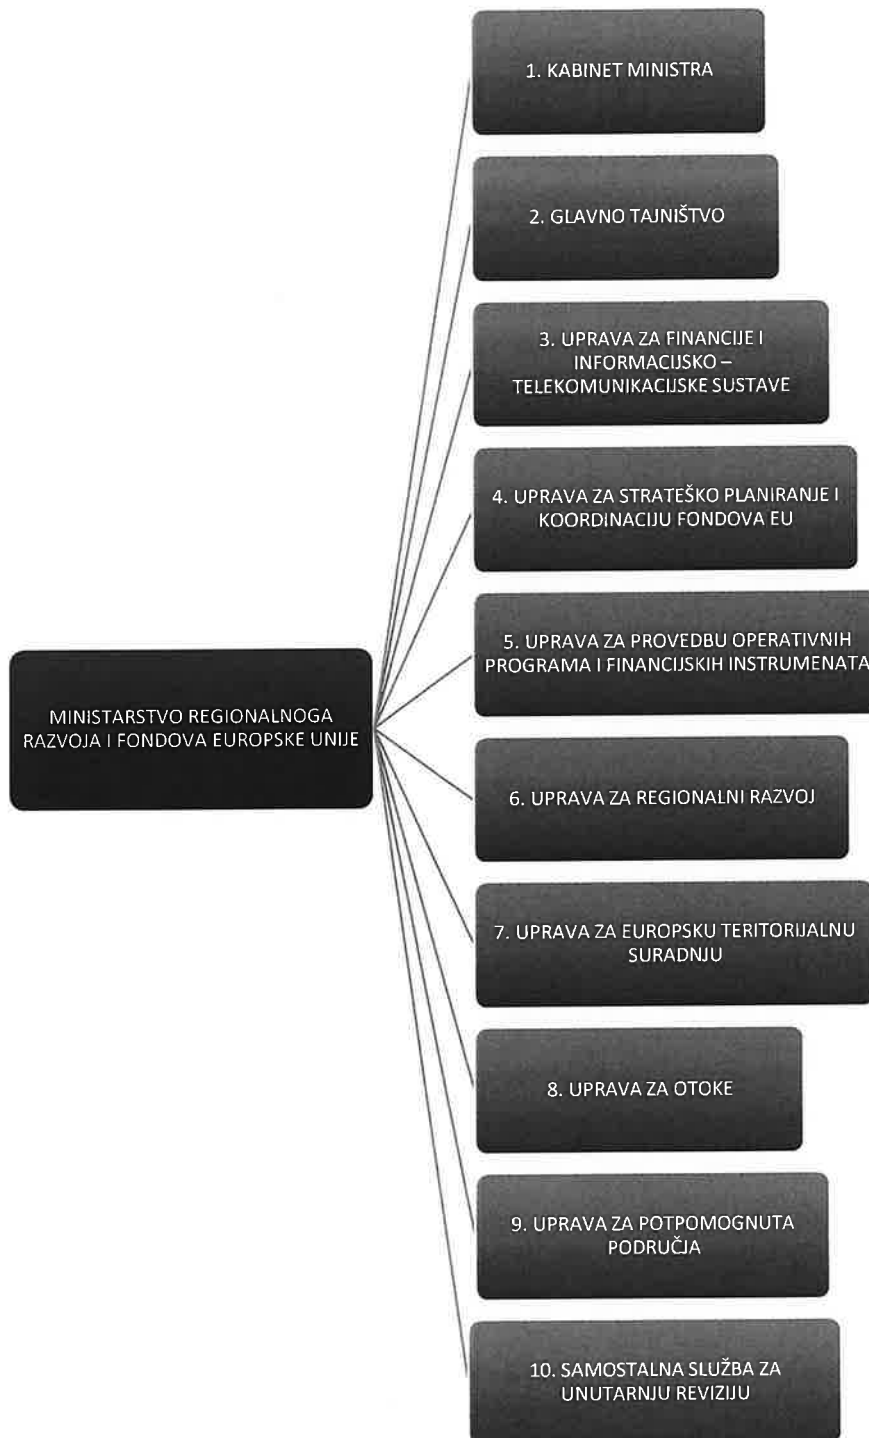 MINISTARSTVO REGIONALNOGA
RAZVOJA I FONDOVA EUROPSKE UNIJE
1. KABINET MINISTRA
2. GLAVNO TAJNIŠTVO
3. UPRAVA ZA FINANCIJE I
INFORMACIJSKO –
TELEKOMUNIKACIJSKE SUSTAVE
4. UPRAVA ZA STRATEŠKO PLANIRANJE I
KOORDINACIJU FONDOVA EU
5. UPRAVA ZA PROVEDBU OPERATIVNIH
PROGRAMA I FINANCIJSKIH INSTRUMENATA
6. UPRAVA ZA REGIONALNI RAZVOJ
7. UPRAVA ZA EUROPSKU TERITORIJALNU
SURADNJU
8. UPRAVA ZA OTOKE
9. UPRAVA ZA POTPOMOGNUTA
PODRUČJA
10. SAMOSTALNA SLUŽBA ZA
UNUTARNJU REVIZIJU